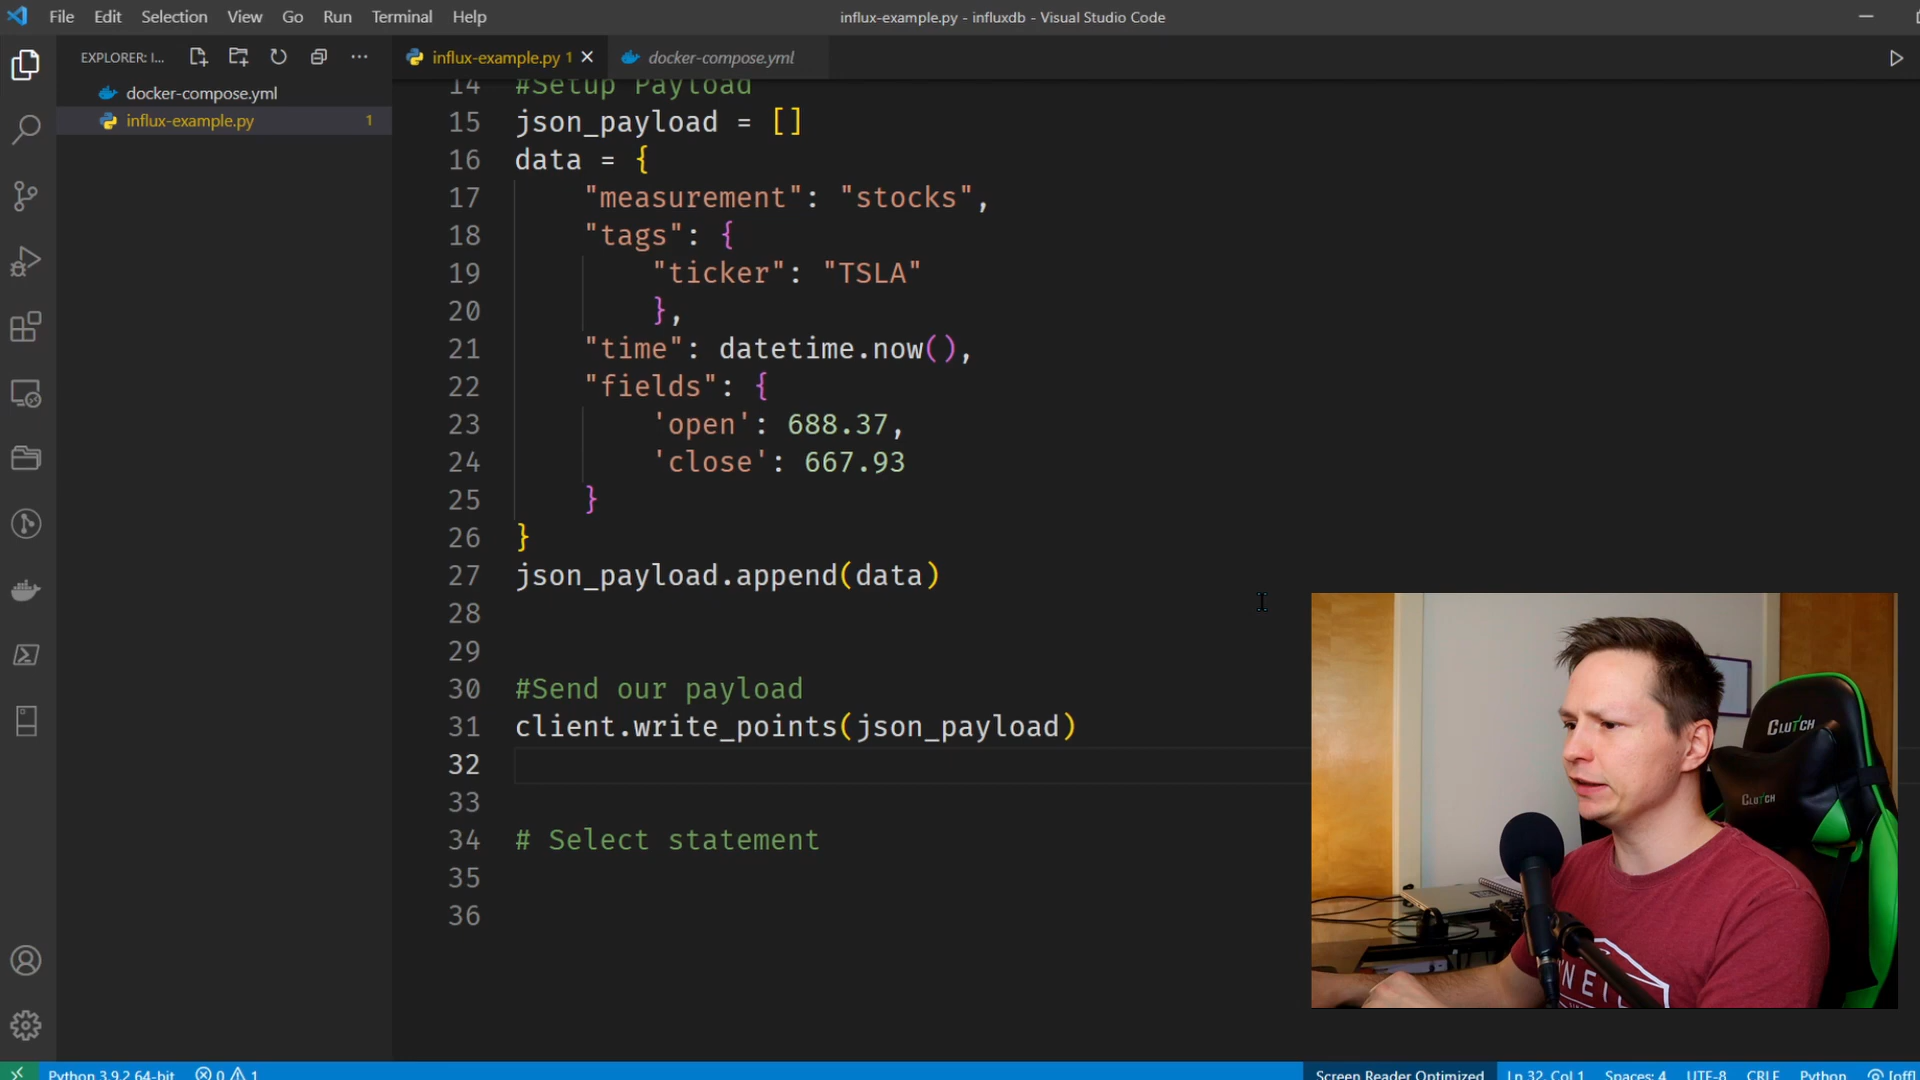 File Edit Selection View Go Run Terminal Help
influx-example.py - influxdb - Visual Studio Code
EXPLORER: I...
influx-example.py 1
docker-compose.yml
docker-compose.yml
influx-example.py 1
14 #Setup Payload
15 json_payload = []
16 data = {
17 "measurement": "stocks",
18 "tags": {
19 "ticker": "TSLA"
20 },
21 "time": datetime.now(),
22 "fields": {
23 'open': 688.37,
24 'close': 667.93
25 }
26 }
27 json_payload.append(data)
28
29
30 #Send our payload
31 client.write_points(json_payload)
32
33
34 # Select statement
35
36
CLUTCH
CLUTCH
'NEIL
Python 3.9.2 64-bit 0 1
Screen Reader Optimized Ln 32, Col 1 Spaces: 4 UTF-8 CRLF Python [off]